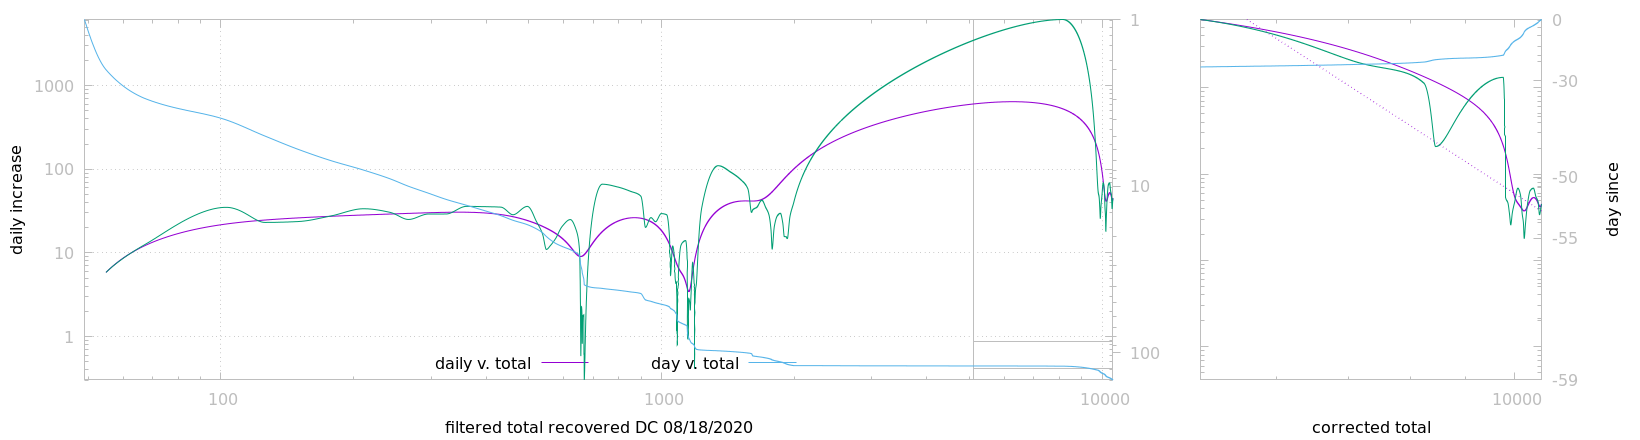 daily increase
1000
100
10
1
1
10
100
daily v. total
day v. total
100
1000
10000
filtered total recovered DC 08/18/2020
0
-30
-50
-55
-59
day since
10000
corrected total